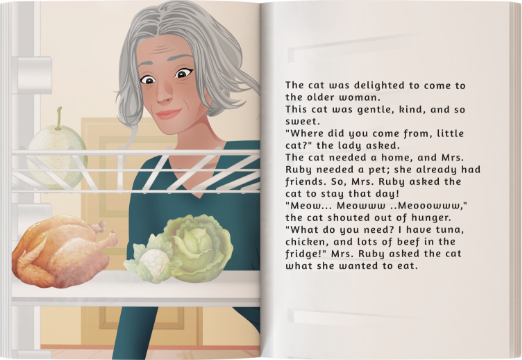 The cat was delighted to come to
the older woman.
This cat was gentle, kind, and so
sweet.
"Where did you come from, little
cat?" the lady asked.
The cat needed a home, and Mrs.
Ruby needed a pet; she already had
friends. So, Mrs. Ruby asked the
cat to stay that day!
"Meow... Meowww ..Meooowww,"
the cat shouted out of hunger.
"What do you need? I have tuna,
chicken, and lots of beef in the
fridge!" Mrs. Ruby asked the cat
what she wanted to eat.